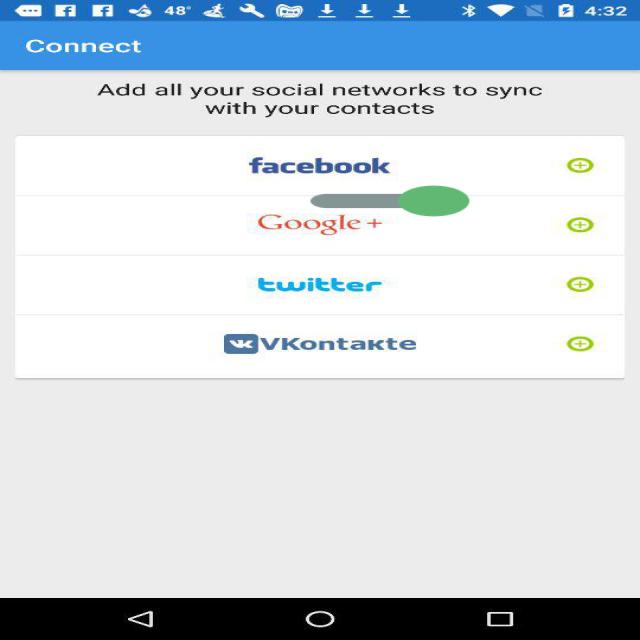 48°
4:32
Connect
Add all your social networks to sync
with your contacts
facebook
Google +
twitter
VKontakte